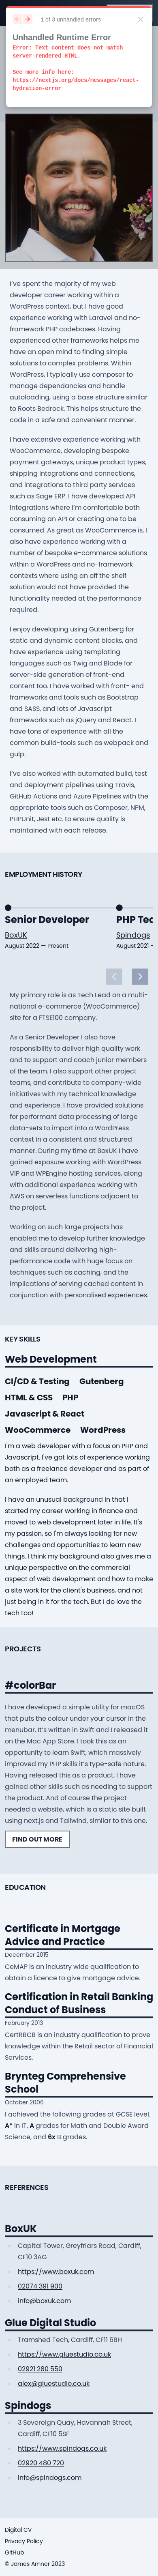 1 of 3 unhandled errors
Unhandled Runtime Error
Error: Text content does not match
server-rendered HTML.
See more info here:
https://nextjs.org/docs/messages/react-
hydration-error
I've spent the majority of my web
developer career working within a
WordPress context, but I have good
experience working with Laravel and no-
framework PHP codebases. Having
experienced other frameworks helps me
have an open mind to finding simple
solutions to complex problems. Within
WordPress, I typically use composer to
manage dependencies and handle
autoloading, using a base structure similar
to Roots Bedrock. This helps structure the
code in a safe and convenient manner.
I have extensive experience working with
WooCommerce, developing bespoke
payment gateways, unique product types,
shipping integrations and connections,
and integrations to third party services
such as Sage ERP. I have developed API
integrations where I'm comfortable both
consuming an API or creating one to be
consumed. As great as WooCommerce is, I
also have experience working with a
number of bespoke e-commerce solutions
within a WordPress and no-framework
contexts where using an off the shelf
solution would not have provided the
functionality needed at the performance
required.
I enjoy developing using Gutenberg for
static and dynamic content blocks, and
have experience using templating
languages such as Twig and Blade for
server-side generation of front-end
content too. I have worked with front- end
frameworks and tools such as Bootstrap
and SASS, and lots of Javascript
frameworks such as jQuery and React. I
have tons of experience with all the
common build-tools such as webpack and
gulp.
I've also worked with automated build, test
and deployment pipelines using Travis,
GitHub Actions and Azure Pipelines with the
appropriate tools such as Composer, NPM,
PHPUnit, Jest etc. to ensure quality is
maintained with each release.
EMPLOYMENT HISTORY
Senior Developer
BoxUK
August 2022 — Present
PHP Tec
Spindogs
August 2021 -
My primary role is as Tech Lead on a multi-
national e-commerce (WooCommerce)
site for a FTSE100 company.
As a Senior Developer I also have
responsibility to deliver high quality work
and to support and coach junior members
of the team. I also support other project
teams, and contribute to company-wide
initiatives with my technical knowledge
and experience. I have provided solutions
for performant data processing of large
data-sets to import into a WordPress
context in a consistent and structured
manner. During my time at BoxUK I have
gained exposure working with WordPress
VIP and WPEngine hosting services, along
with additional experience working with
AWS on serverless functions adjacent to
the project.
Working on such large projects has
enabled me to develop further knowledge
and skills around delivering high-
performance code with huge focus on
techniques such as caching, and the
implications of serving cached content in
conjunction with personalised experiences.
KEY SKILLS
Web Development
CI/CD & Testing Gutenberg
HTML & CSS PHP
Javascript & React
WooCommerce WordPress
I'm a web developer with a focus on PHP and
Javascript. I've got lots of experience working
both as a freelance developer and as part of
an employed team.
I have an unusual background in that I
started my career working in finance and
moved to web development later in life. It's
my passion, so I'm always looking for new
challenges and opportunities to learn new
things. I think my background also gives me a
unique perspective on the commercial
aspect of web development and how to make
a site work for the client's business, and not
just being in it for the tech. But I do love the
tech too!
PROJECTS
#colorBar
I have developed a simple utility for macOS
that puts the colour under your cursor in the
menubar. It's written in Swift and I released it
on the Mac App Store. I took this as an
opportunity to learn Swift, which massively
improved my PHP skills it's type-safe nature.
Having released this as a product, I have
gained other skills such as needing to support
the product. And of course the project
needed a website, which is a static site built
using next.js and Tailwind, similar to this one.
FIND OUT MORE
EDUCATION
Certificate in Mortgage
Advice and Practice
December 2015
CeMAP is an industry wide qualification to
obtain a licence to give mortgage advice.
Certification in Retail Banking
Conduct of Business
February 2013
CertRBCB is an industry qualification to prove
knowledge within the Retail sector of Financial
Services.
Brynteg Comprehensive
School
October 2006
I achieved the following grades at GCSE level.
A* in IT, A grades for Math and Double Award
Science, and 6x B grades.
REFERENCES
BoxUK
Capital Tower, Greyfriars Road, Cardiff,
CF10 3AG
https://www.boxuk.com
02074 391 900
info@boxuk.com
Glue Digital Studio
Tramshed Tech, Cardiff, CF11 6BH
https://www.gluestudio.co.uk
02921 280 550
alex@gluestudio.co.uk
Spindogs
3 Sovereign Quay, Havannah Street,
Cardiff, CF10 5SF
https://www.spindogs.co.uk
02920 480 720
info@spindogs.com
Digital CV
Privacy Policy
GitHub
© James Amner 2023